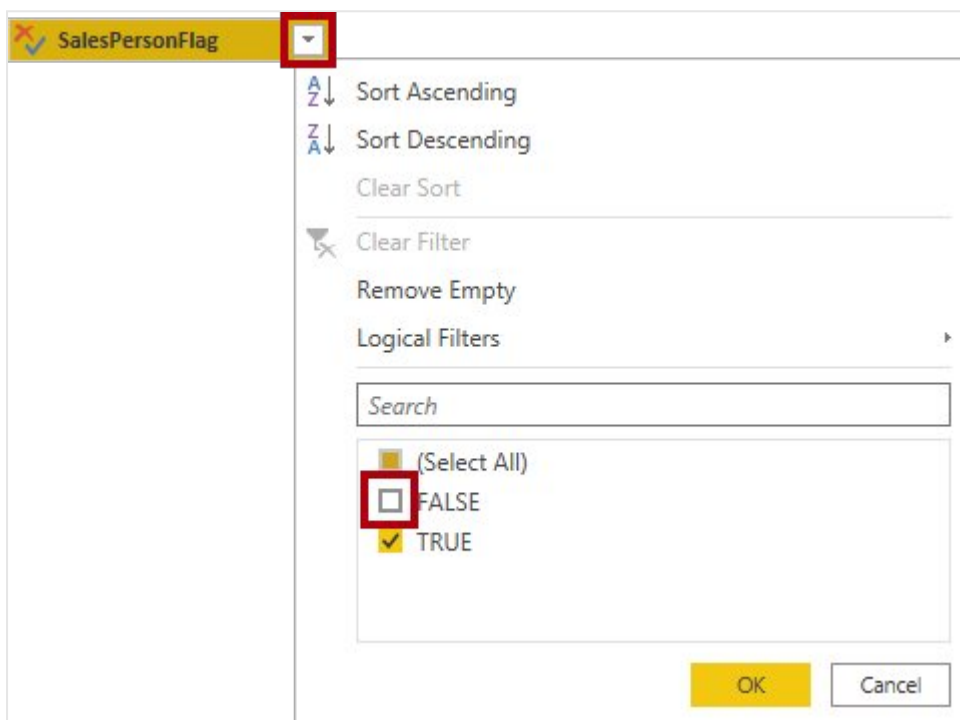 SalesPersonFlag
Sort Ascending
Sort Descending
Clear Sort
Clear Filter
Remove Empty
Logical Filters
Search
(Select All)
FALSE
TRUE
OK Cancel